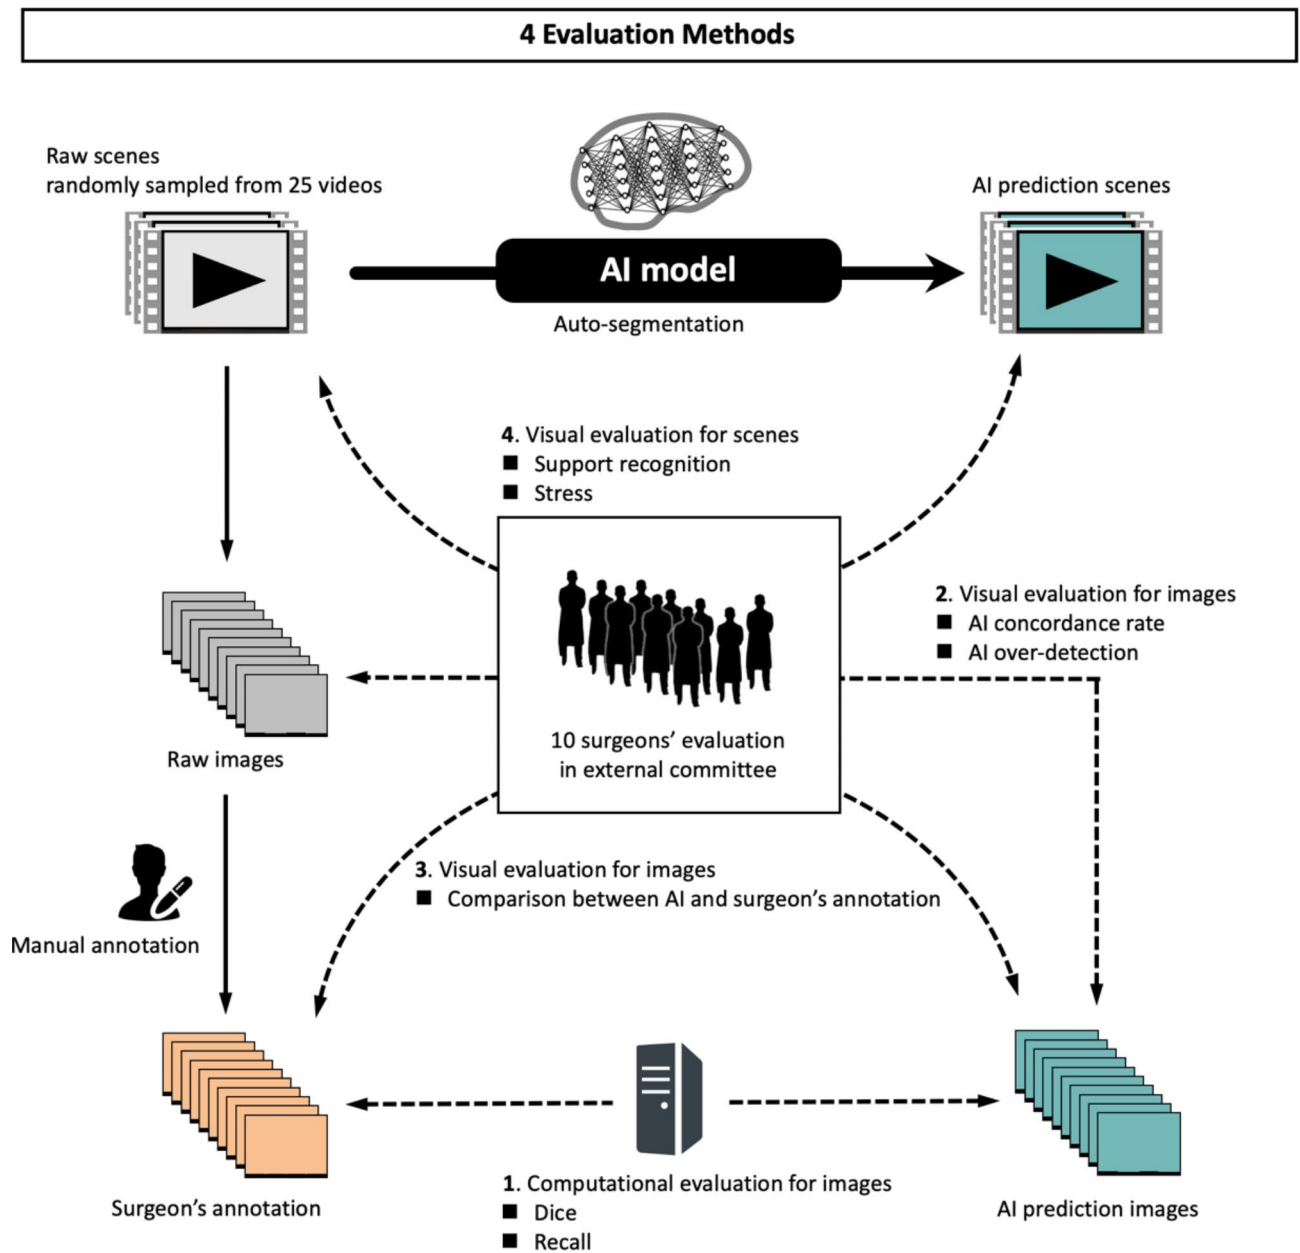 4 Evaluation Methods
Raw scenes
randomly sampled from 25 videos
AI prediction scenes
AI model
Auto-segmentation
4. Visual evaluation for scenes
■ Support recognition
■ Stress
2. Visual evaluation for images
■ AI concordance rate
■ AI over-detection
10 surgeons’ evaluation
in external committee
Raw images
3. Visual evaluation for images
■ Comparison between AI and surgeon’s annotation
Manual annotation
1. Computational evaluation for images
■ Dice
■ Recall
Surgeon’s annotation
AI prediction images